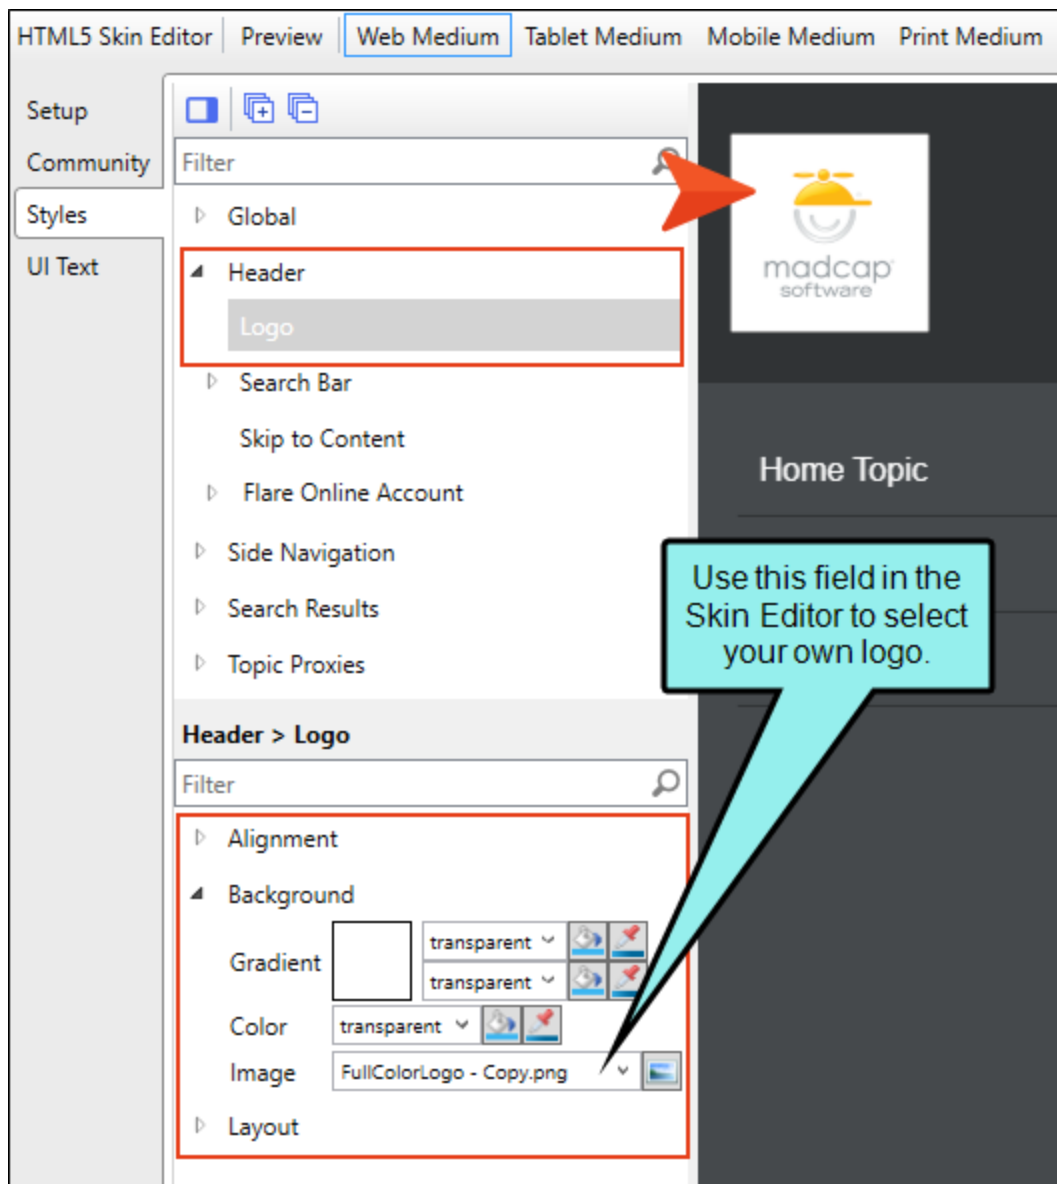 HTML5 Skin Editor Preview Web Medium Tablet Medium Mobile Medium Print Medium
Setup
Community
Styles
UI Text
Filter
Global
Header
Logo
Search Bar
Skip to Content
Flare Online Account
Side Navigation
Search Results
Topic Proxies
Header > Logo
Filter
Alignment
Background
Gradient
transparent
transparent
Color transparent
Image FullColorLogo - Copy.png
Layout
madcap
software
Home Topic
Use this field in the
Skin Editor to select
your own logo.